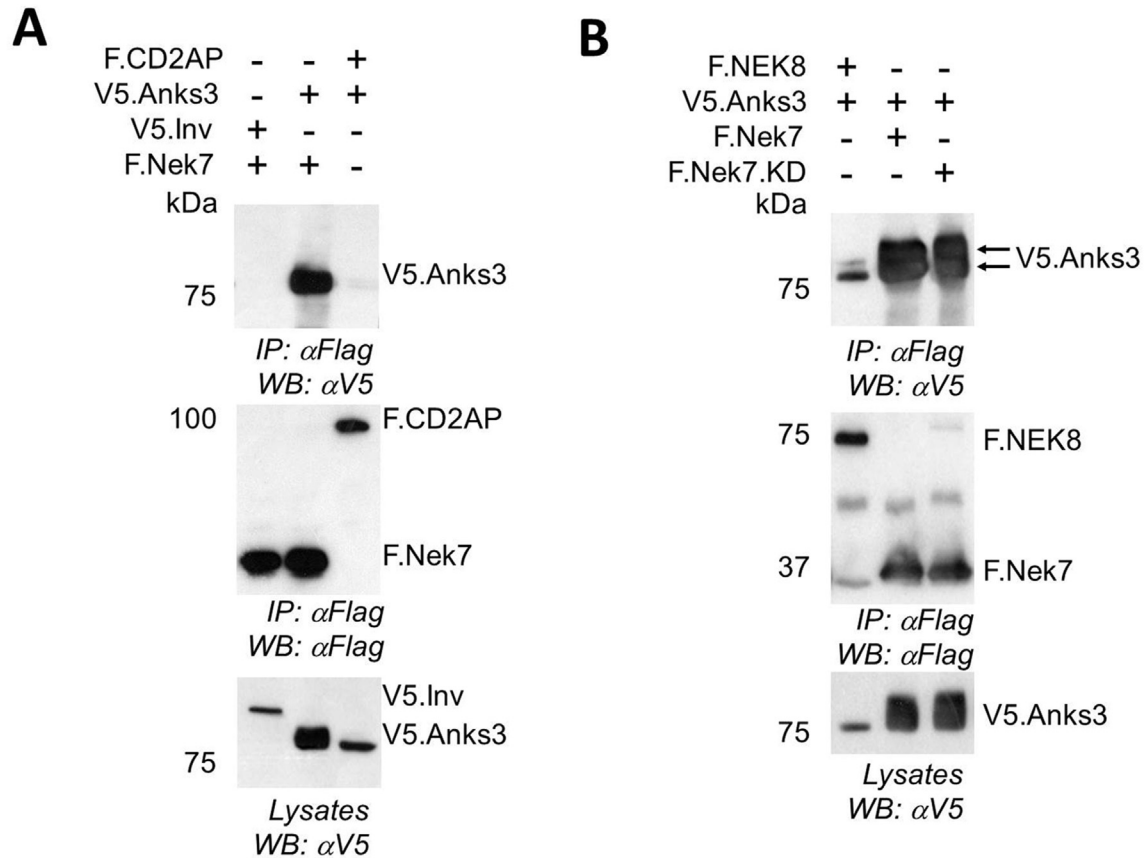 A
F.CD2AP - - +
V5.Anks3 - + +
V5.Inv + - -
F.Nek7 + + -
kDa
75
V5.Anks3
IP: αFlag
WB: αV5
100
F.CD2AP
F.Nek7
IP: αFlag
WB: αFlag
V5.Inv
V5.Anks3
75
Lysates
WB: αV5
B
F.NEK8 + - -
V5.Anks3 + + +
F.Nek7 - + -
F.Nek7.KD - - +
kDa
V5.Anks3
75
IP: αFlag
WB: αV5
75
F.NEK8
37
F.Nek7
IP: αFlag
WB: αFlag
75
V5.Anks3
Lysates
WB: αV5